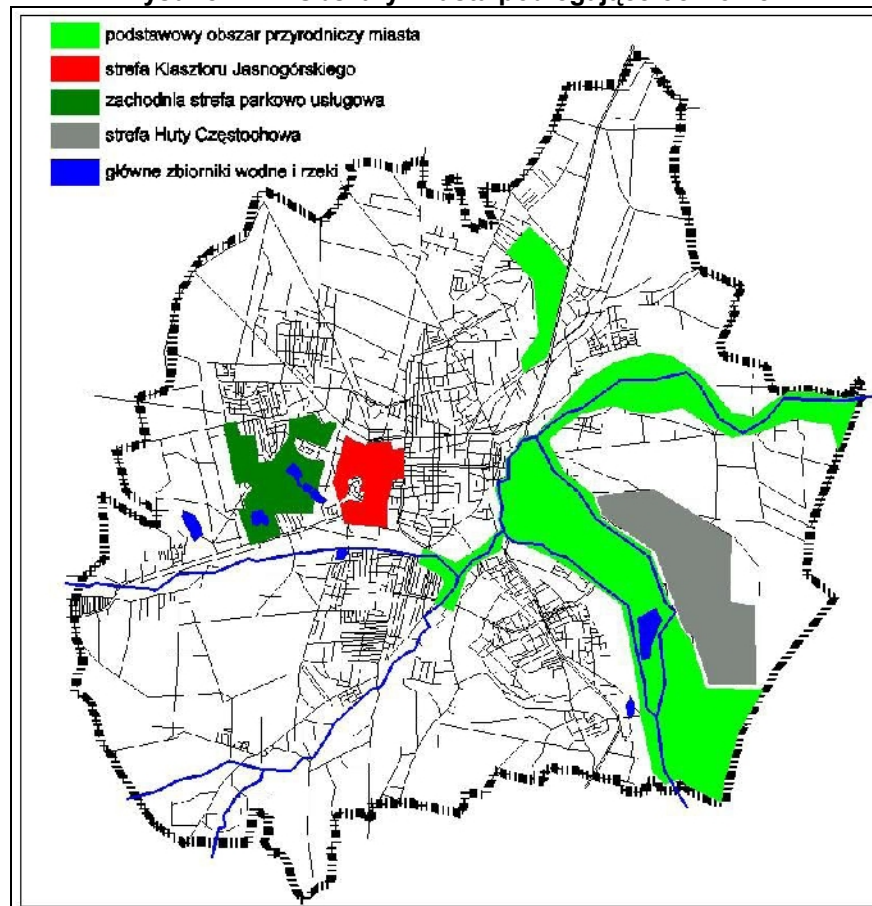 podstawowy obszar przyrodniczy miasta
strefa Klasztoru Jasnogórskiego
zachodnia strefa parkowo usługowa
strefa Huty Częstochowa
główne zbiorniki wodne i rzeki